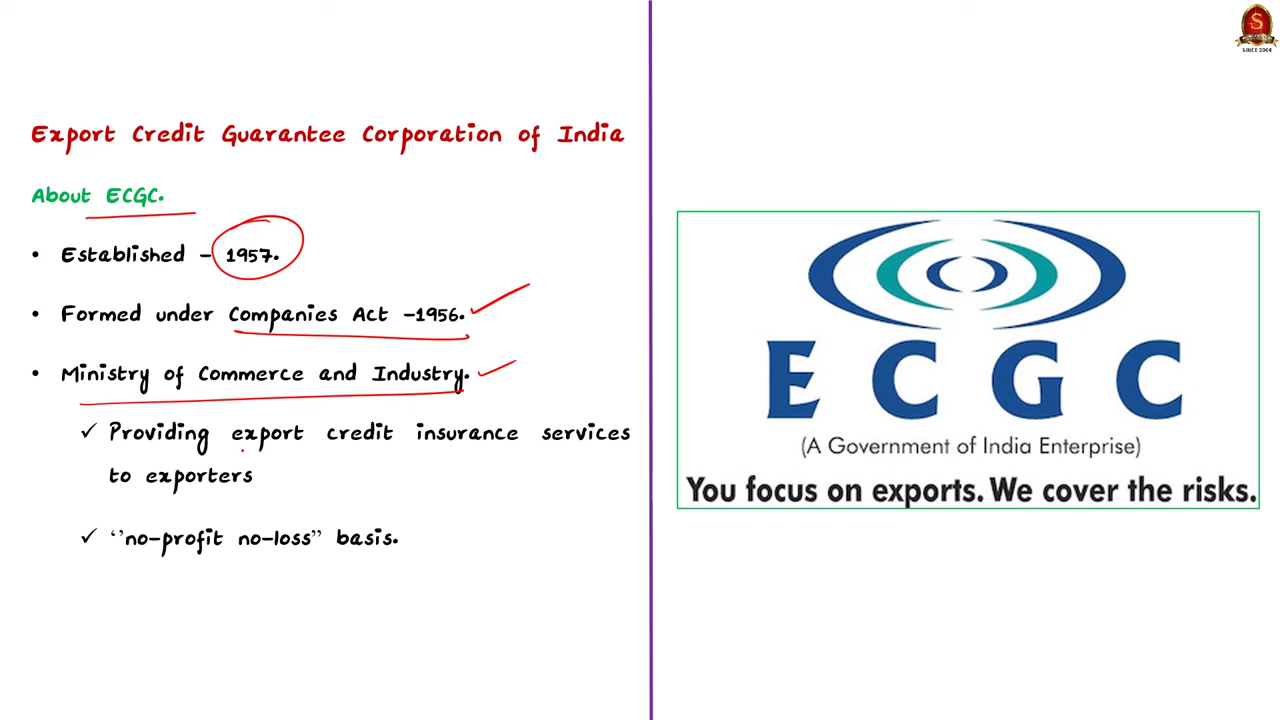 Export Credit Guarantee Corporation of India
About ECGC.
• Established - 1957.
• Formed under Companies Act -1956.
• Ministry of Commerce and Industry.
✓ Providing export credit insurance services
to exporters
✓ ‘’no-profit no-loss” basis.
S
SINCE 2004
E C G C
(A Government of India Enterprise)
You focus on exports. We cover the risks.